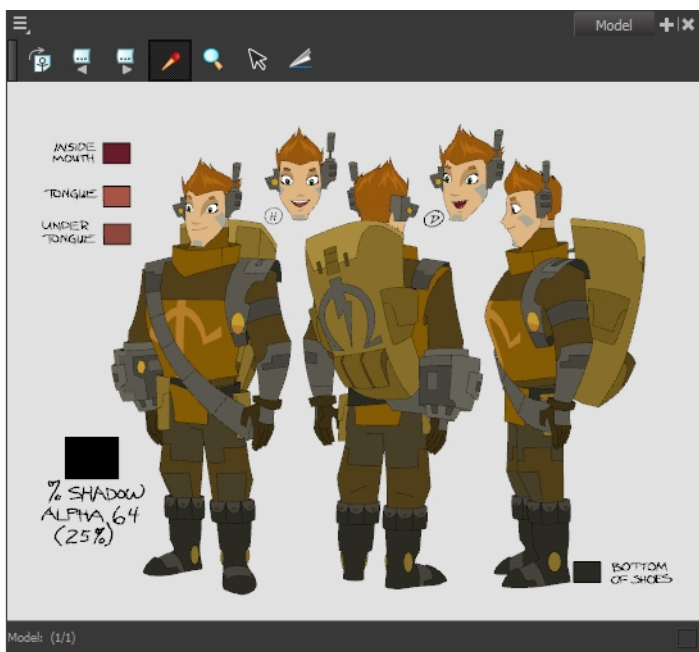 Model
INSIDE
MOUTH
TONGUE
UNDER
TONGUE
H
D
% SHADOW
ALPHA 64
(25%)
BOTTOM
OF SHOES
Model: (1/1)